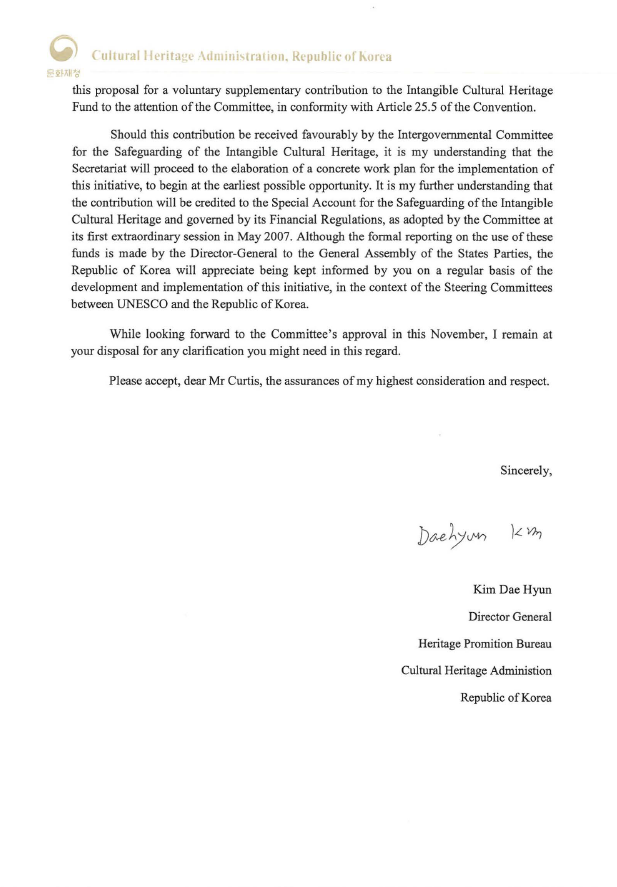 Cultural Heritage Administration, Republic of Korea
문화재청
this proposal for a voluntary supplementary contribution to the Intangible Cultural Heritage
Fund to the attention of the Committee, in conformity with Article 25.5 of the Convention.
Should this contribution be received favourably by the Intergovernmental Committee
for the Safeguarding of the Intangible Cultural Heritage, it is my understanding that the
Secretariat will proceed to the elaboration of a concrete work plan for the implementation of
this initiative, to begin at the earliest possible opportunity. It is my further understanding that
the contribution will be credited to the Special Account for the Safeguarding of the Intangible
Cultural Heritage and governed by its Financial Regulations, as adopted by the Committee at
its first extraordinary session in May 2007. Although the formal reporting on the use of these
funds is made by the Director-General to the General Assembly of the States Parties, the
Republic of Korea will appreciate being kept informed by you on a regular basis of the
development and implementation of this initiative, in the context of the Steering Committees
between UNESCO and the Republic of Korea.
While looking forward to the Committee's approval in this November, I remain at
your disposal for any clarification you might need in this regard.
Please accept, dear Mr Curtis, the assurances of my highest consideration and respect.
Sincerely,
Daehyun Kim
Kim Dae Hyun
Director General
Heritage Promition Bureau
Cultural Heritage Administion
Republic of Korea